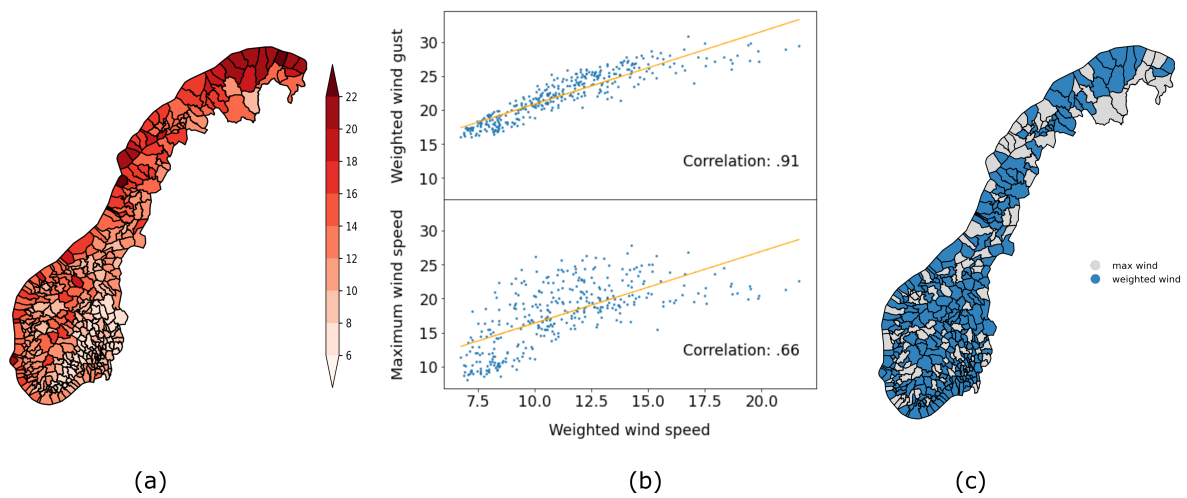 22
20
18
16
14
12
10
8
6
(a)
Weighted wind gust
30
25
20
15
10
Correlation: .91
Maximum wind speed
30
25
20
15
10
Correlation: .66
7.5 10.0 12.5 15.0 17.5 20.0
Weighted wind speed
(b)
max wind
weighted wind
(c)